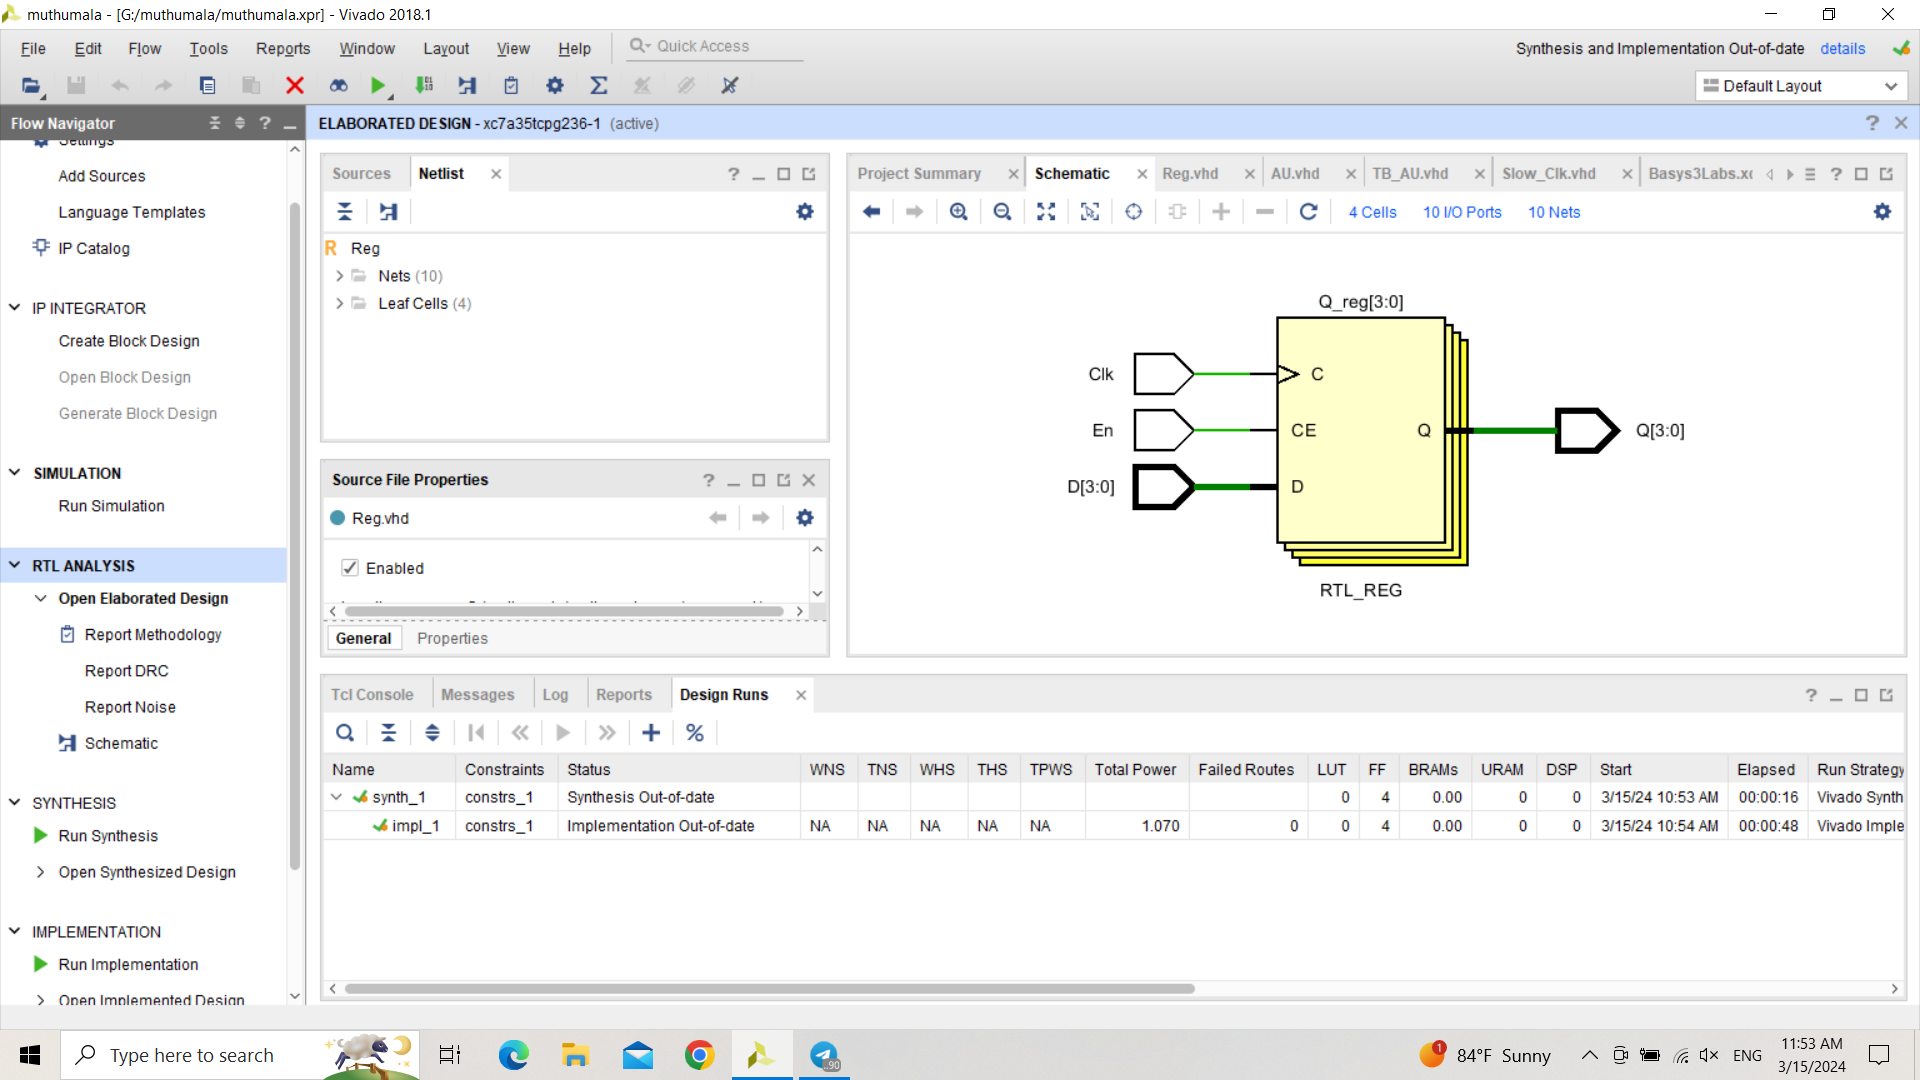 muthumala - [G:/muthumala/muthumala.xpr] - Vivado 2018.1
File Edit Flow Tools Reports Window Layout View Help Quick Access
Synthesis and Implementation Out-of-date details
Default Layout
Flow Navigator
ELABORATED DESIGN - xc7a35tcpg236-1 (active)
Settings
Add Sources
Language Templates
IP Catalog
IP INTEGRATOR
Create Block Design
Open Block Design
Generate Block Design
SIMULATION
Run Simulation
RTL ANALYSIS
Open Elaborated Design
Report Methodology
Report DRC
Report Noise
Schematic
SYNTHESIS
Run Synthesis
Open Synthesized Design
IMPLEMENTATION
Run Implementation
Open Implemented Design
Sources Netlist
R Reg
Nets (10)
Leaf Cells (4)
Source File Properties
Reg.vhd
Enabled
General Properties
Project Summary Schematic Reg.vhd AU.vhd TB_AU.vhd Slow_Clk.vhd Basys3Labs.xc
4 Cells 10 I/O Ports 10 Nets
Q_reg[3:0]
Clk C
En CE Q Q[3:0]
D[3:0] D
RTL_REG
Tcl Console Messages Log Reports Design Runs
Name Constraints Status WNS TNS WHS THS TPWS Total Power Failed Routes LUT FF BRAMs URAM DSP Start Elapsed Run Strategy
synth_1 constrs_1 Synthesis Out-of-date 0 4 0.00 0 0 3/15/24 10:53 AM 00:00:16 Vivado Synth
impl_1 constrs_1 Implementation Out-of-date NA NA NA NA NA 1.070 0 0 4 0.00 0 0 3/15/24 10:54 AM 00:00:48 Vivado Imple
Type here to search
.90
1
84°F Sunny
ENG
11:53 AM
3/15/2024